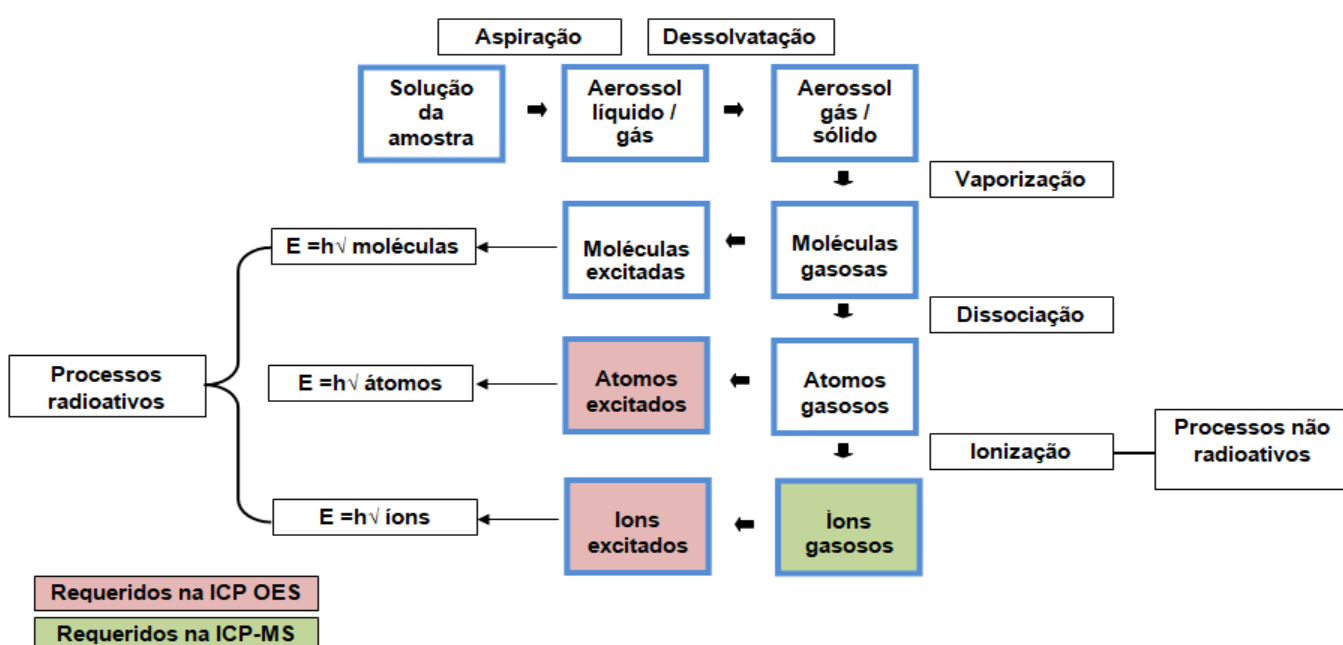 Aspiração
Dessolvatação
Solução
da
amostra
Aerossol
líquido /
gás
Aerossol
gás /
sólido
Vaporização
E =h√ moléculas
Moléculas
excitadas
Moléculas
gasosas
Dissociação
Processos
radioativos
E =h√ átomos
Atomos
excitados
Atomos
gasosos
Ionização
Processos não
radioativos
E =h√ íons
Ions
excitados
Íons
gasosos
Requeridos na ICP OES
Requeridos na ICP-MS